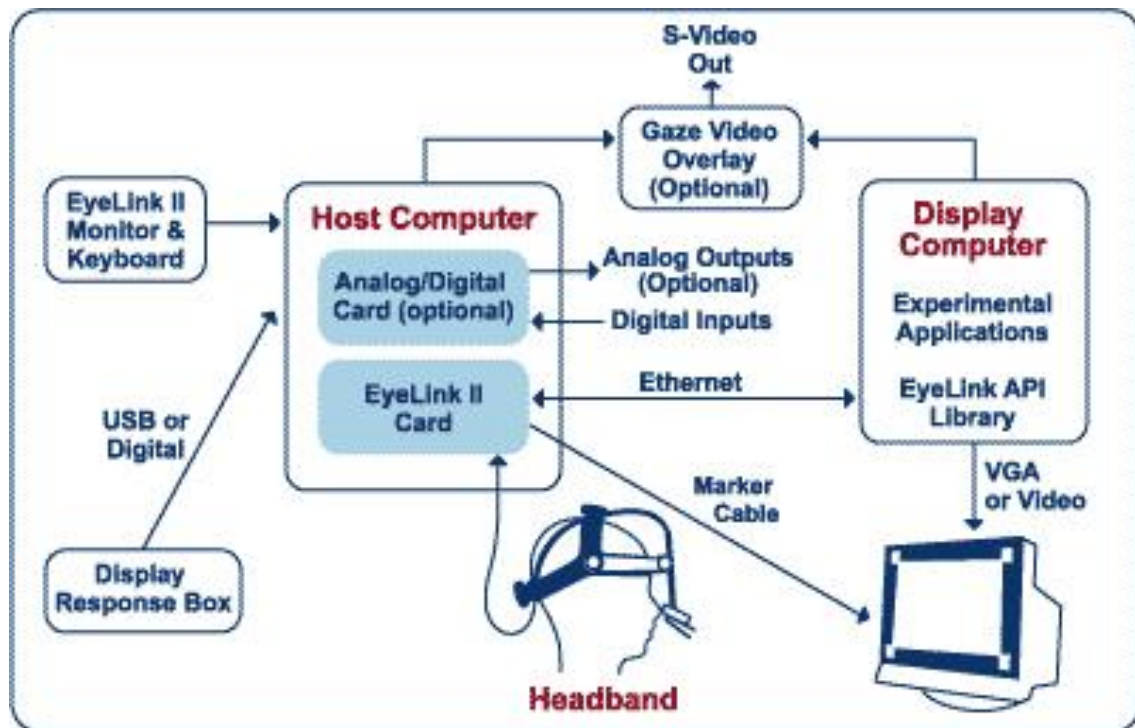 S-Video
Out
Gaze Video
Overlay
(Optional)
EyeLink II
Monitor &
Keyboard
Host Computer
Analog/Digital
Card (optional)
Analog Outputs
(Optional)
Digital Inputs
Display
Computer
Experimental
Applications
EyeLink API
Library
EyeLink II
Card
Ethernet
USB or
Digital
Marker
Cable
VGA
or Video
Display
Response Box
Headband